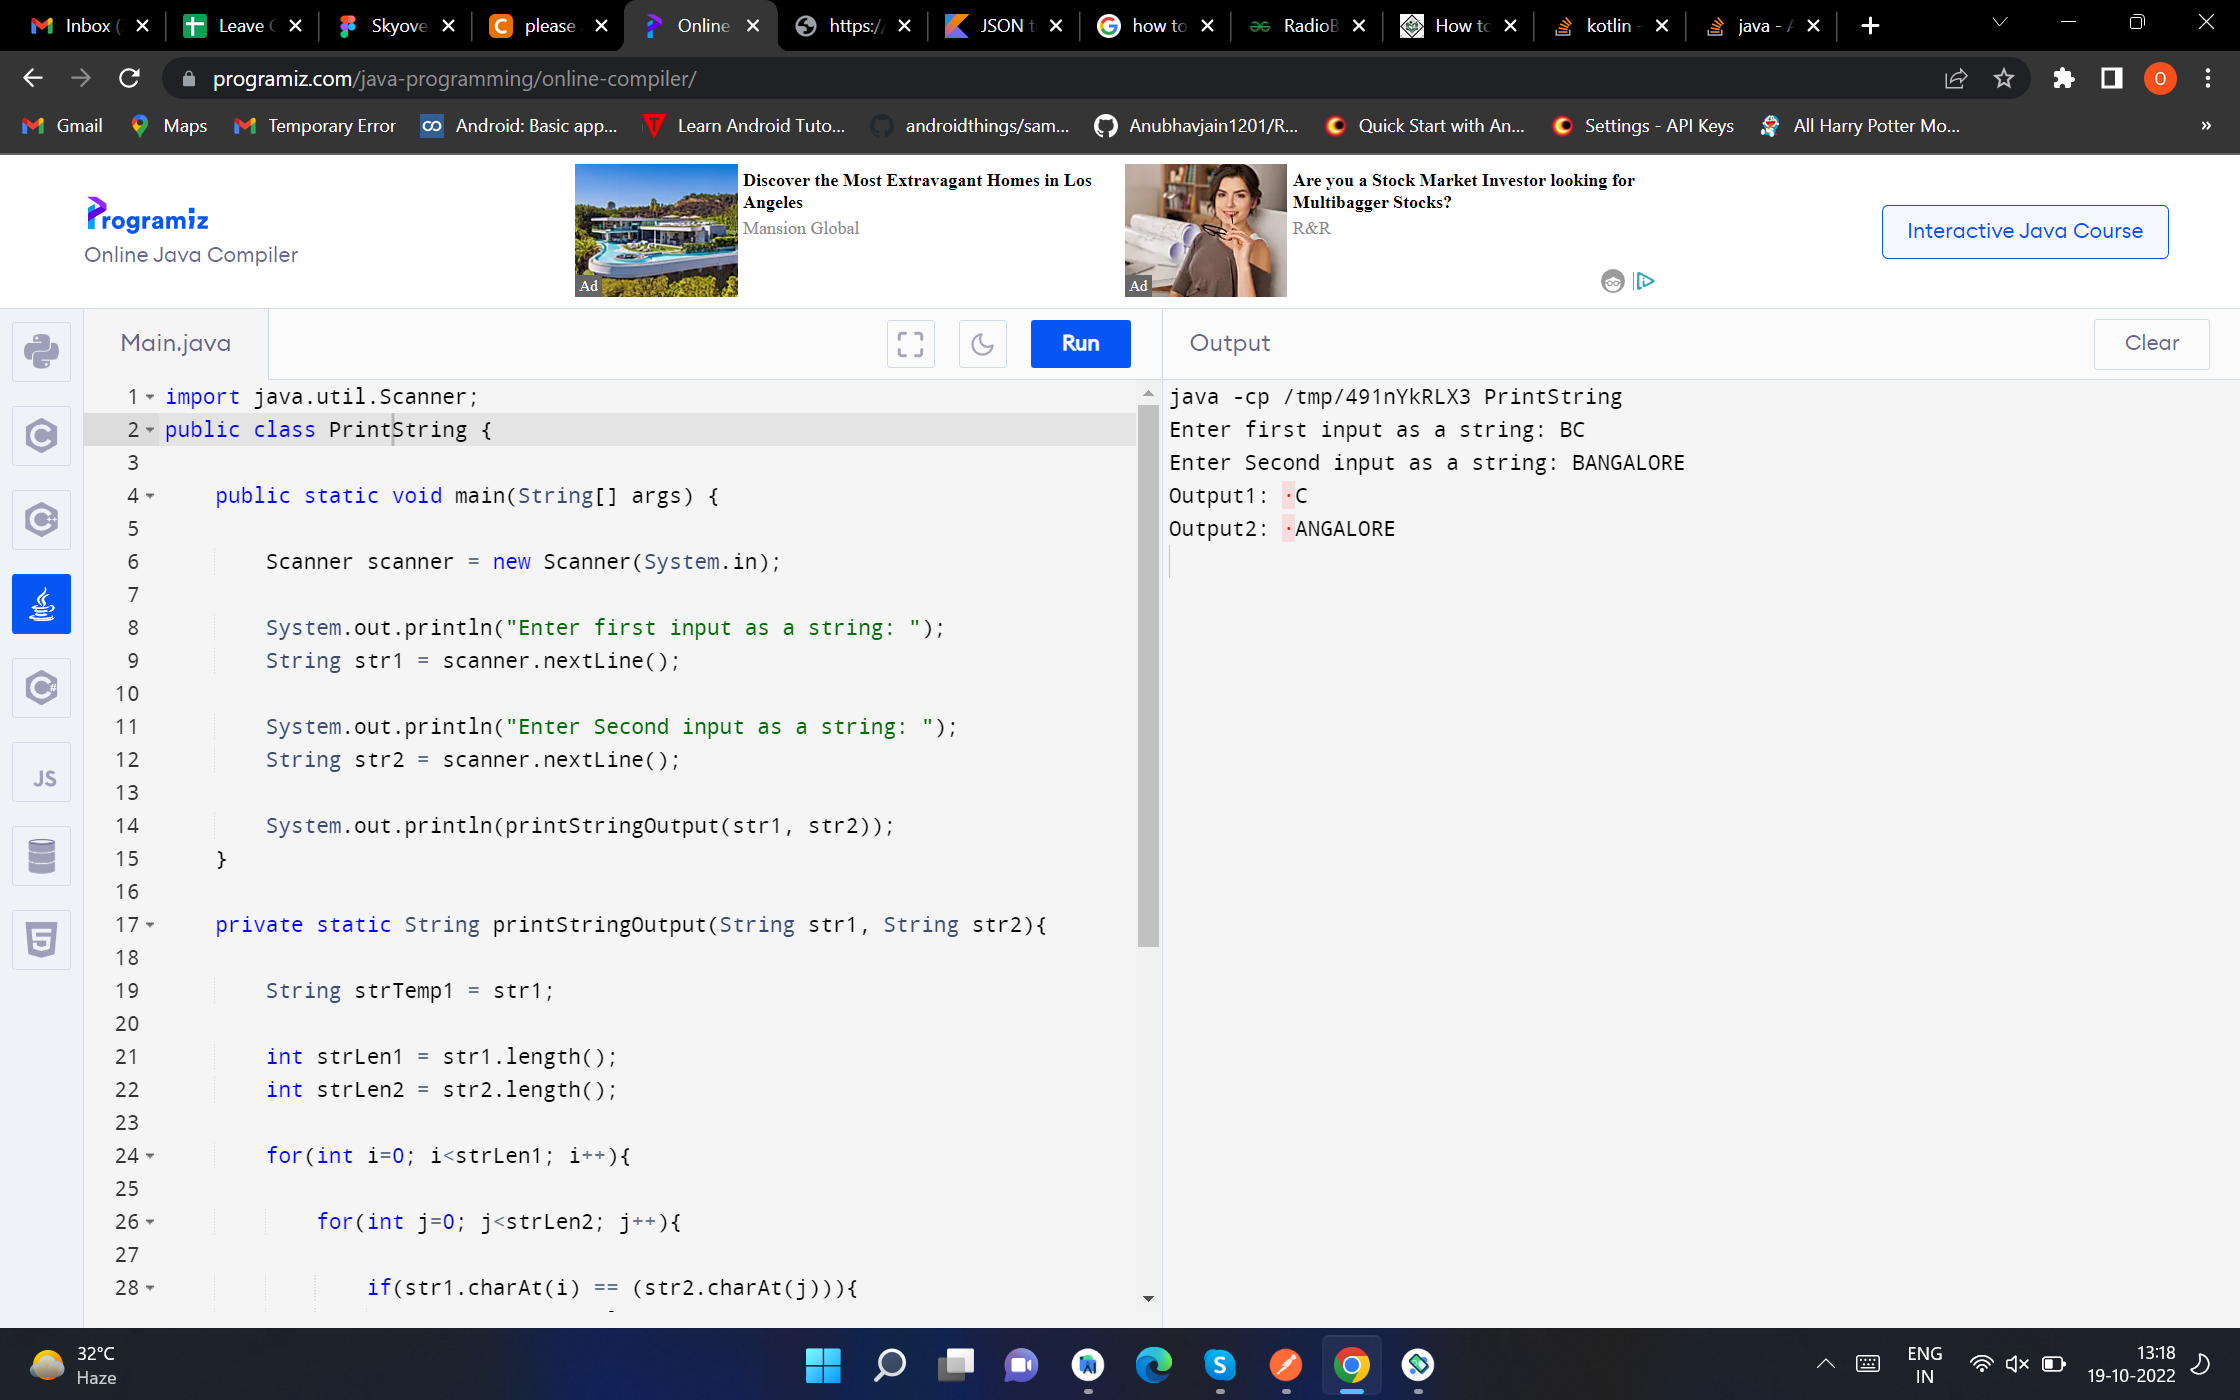 Inbox (
Leave (
Skyove
please
Online
https:/
JSON t
how to
RadioB
How to
kotlin -
java - A
programiz.com/java-programming/online-compiler/
O
Gmail
Maps
Temporary Error
Android: Basic app...
Learn Android Tuto...
androidthings/sam...
Anubhavjain1201/R...
Quick Start with An...
Settings - API Keys
All Harry Potter Mo...
»
Programiz
Online Java Compiler
Discover the Most Extravagant Homes in Los
Angeles
Mansion Global
Ad
Are you a Stock Market Investor looking for
Multibagger Stocks?
R&R
Ad
Interactive Java Course
Main.java
Run
Output
Clear
1 import java.util.Scanner;
2 public class PrintString {
3
4 public static void main(String[] args) {
5
6 Scanner scanner = new Scanner(System.in);
7
8 System.out.println("Enter first input as a string: ");
9 String str1 = scanner.nextLine();
10
11 System.out.println("Enter Second input as a string: ");
12 String str2 = scanner.nextLine();
13
14 System.out.println(printStringOutput(str1, str2));
15 }
16
17 private static String printStringOutput(String str1, String str2){
18
19 String strTemp1 = str1;
20
21 int strLen1 = str1.length();
22 int strLen2 = str2.length();
23
24 for(int i=0; i<strLen1; i++){
25
26 for(int j=0; j<strLen2; j++){
27
28 if(str1.charAt(i) == (str2.charAt(j))){
java -cp /tmp/491nYkRLX3 PrintString
Enter first input as a string: BC
Enter Second input as a string: BANGALORE
Output1: ·C
Output2: ·ANGALORE
JS
32°C
Haze
ENG
IN
13:18
19-10-2022